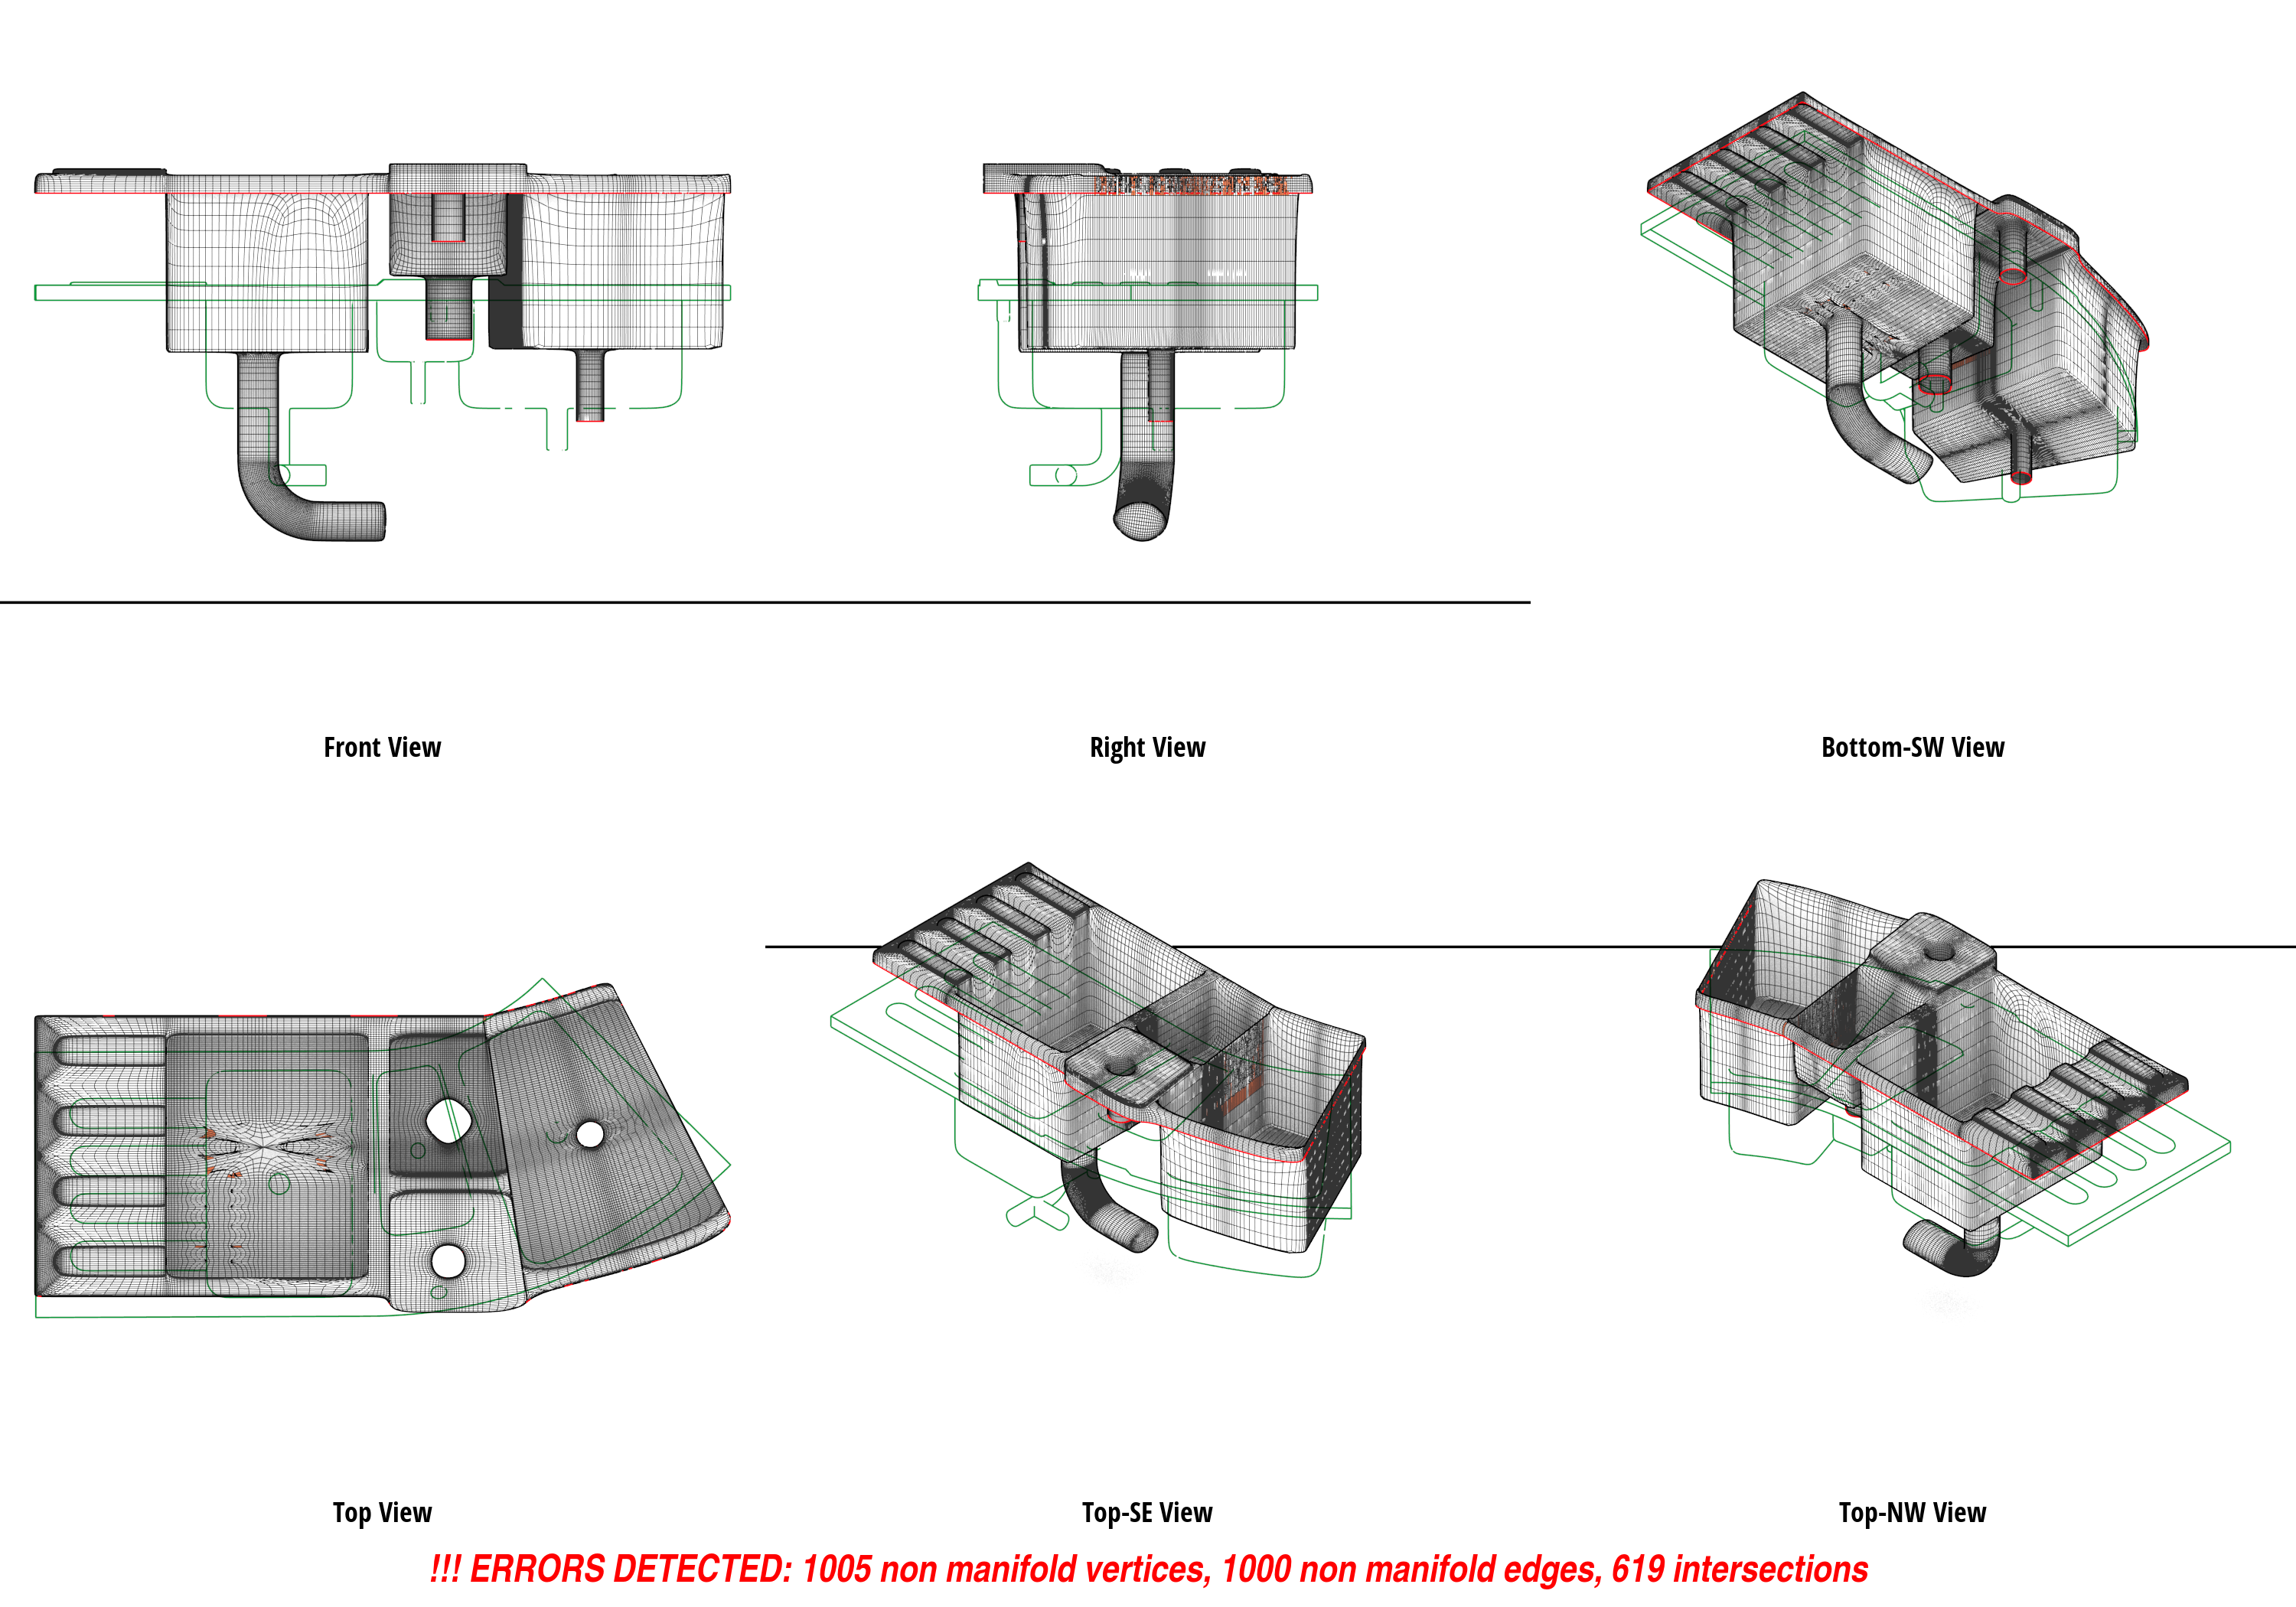 Front View
Right View
Bottom-SW View
Top View
Top-SE View
Top-NW View
!!! ERRORS DETECTED: 1005 non manifold vertices, 1000 non manifold edges, 619 intersections